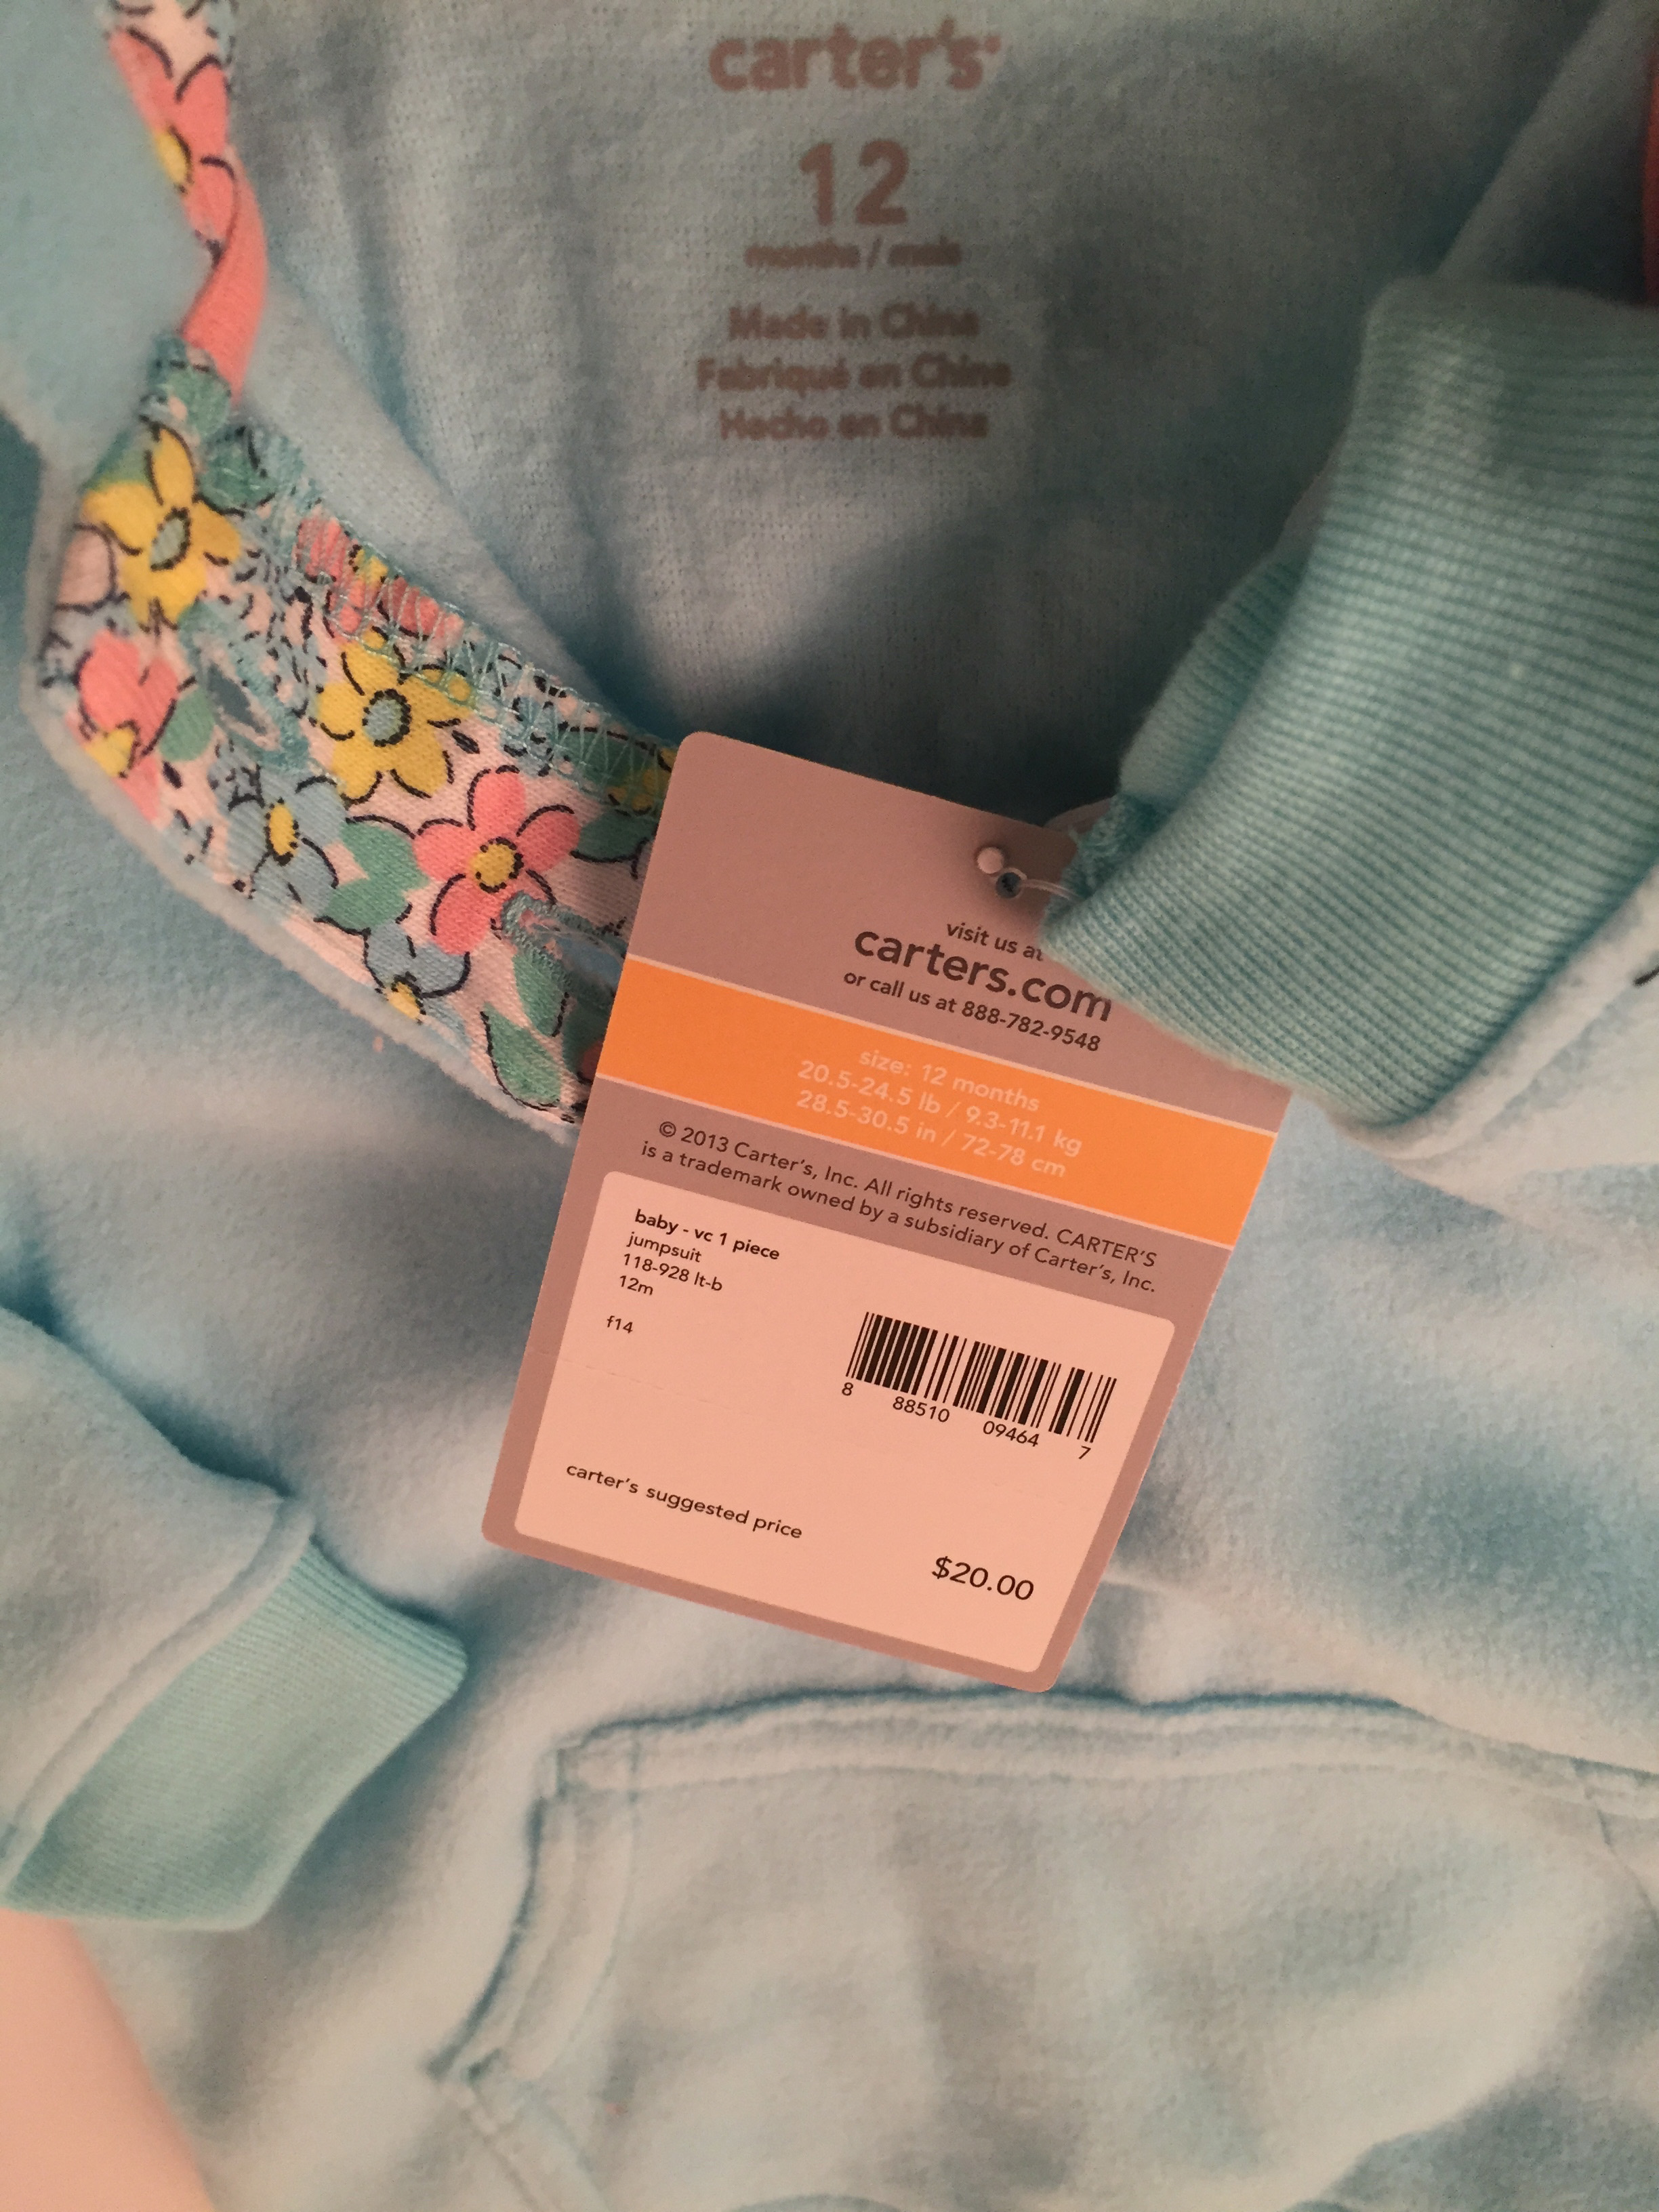 carter's
12
months / mois
Made in China
Fabriqué en Chine
Hecho en China
visit us at
carters.com
or call us at 888-782-9548
size: 12 months
20.5-24.5 lb / 9.3-11.1 kg
28.5-30.5 in / 72-78 cm
© 2013 Carter's, Inc. All rights reserved. CARTER'S
is a trademark owned by a subsidiary of Carter's, Inc.
baby - vc 1 piece
jumpsuit
118-928 lt-b
12m
f14
8 88510 09464 7
carter's suggested price
$20.00